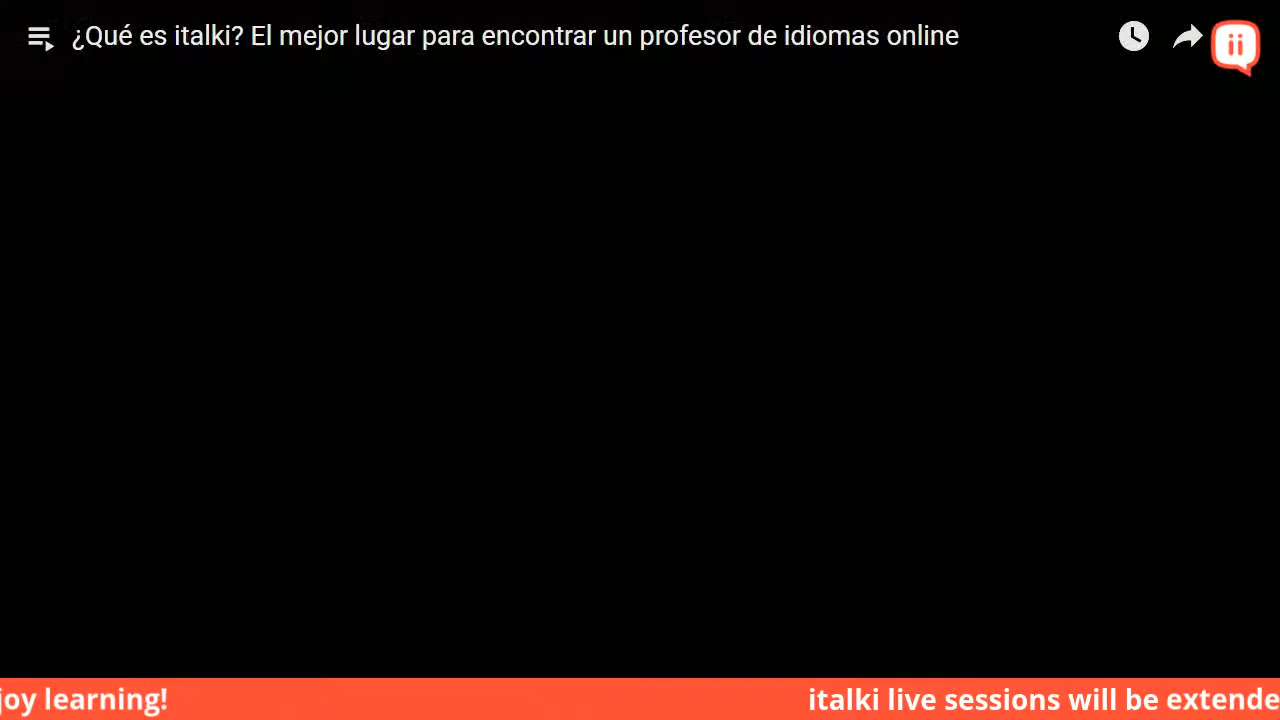 ¿Qué es italki? El mejor lugar para encontrar un profesor de idiomas online
joy learning! italki live sessions will be extende